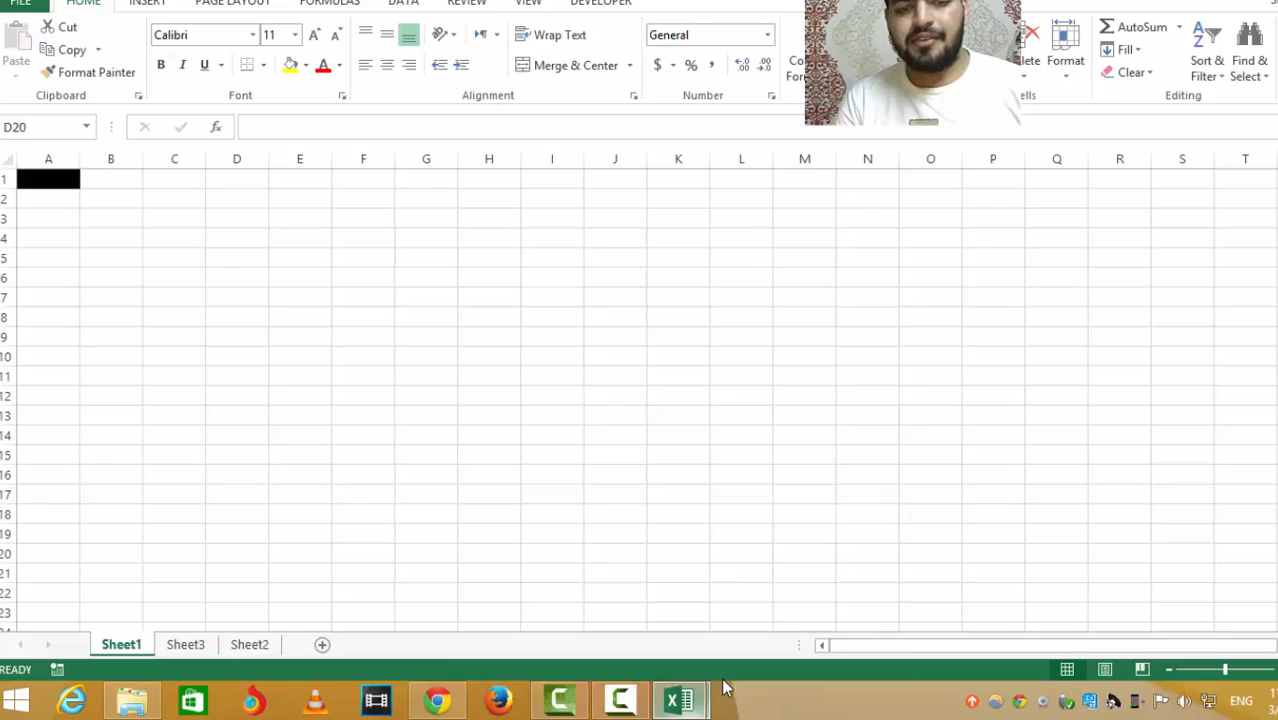 FILE HOME INSERT PAGE LAYOUT FORMULAS DATA REVIEW VIEW DEVELOPER
Cut
Copy
Format Painter
Paste
Clipboard
Calibri 11
B I U A
Font
Wrap Text
Merge & Center
Alignment
General
$ % ,
Number
Format
AutoSum
Fill
Clear
Sort &
Filter
Find &
Select
Editing
D20
fx
A B C D E F G H I J K L M N O P Q R S T
1
2
3
4
5
6
7
8
9
10
11
12
13
14
15
16
17
18
19
20
21
22
23
Sheet1 Sheet3 Sheet2
READY
ENG